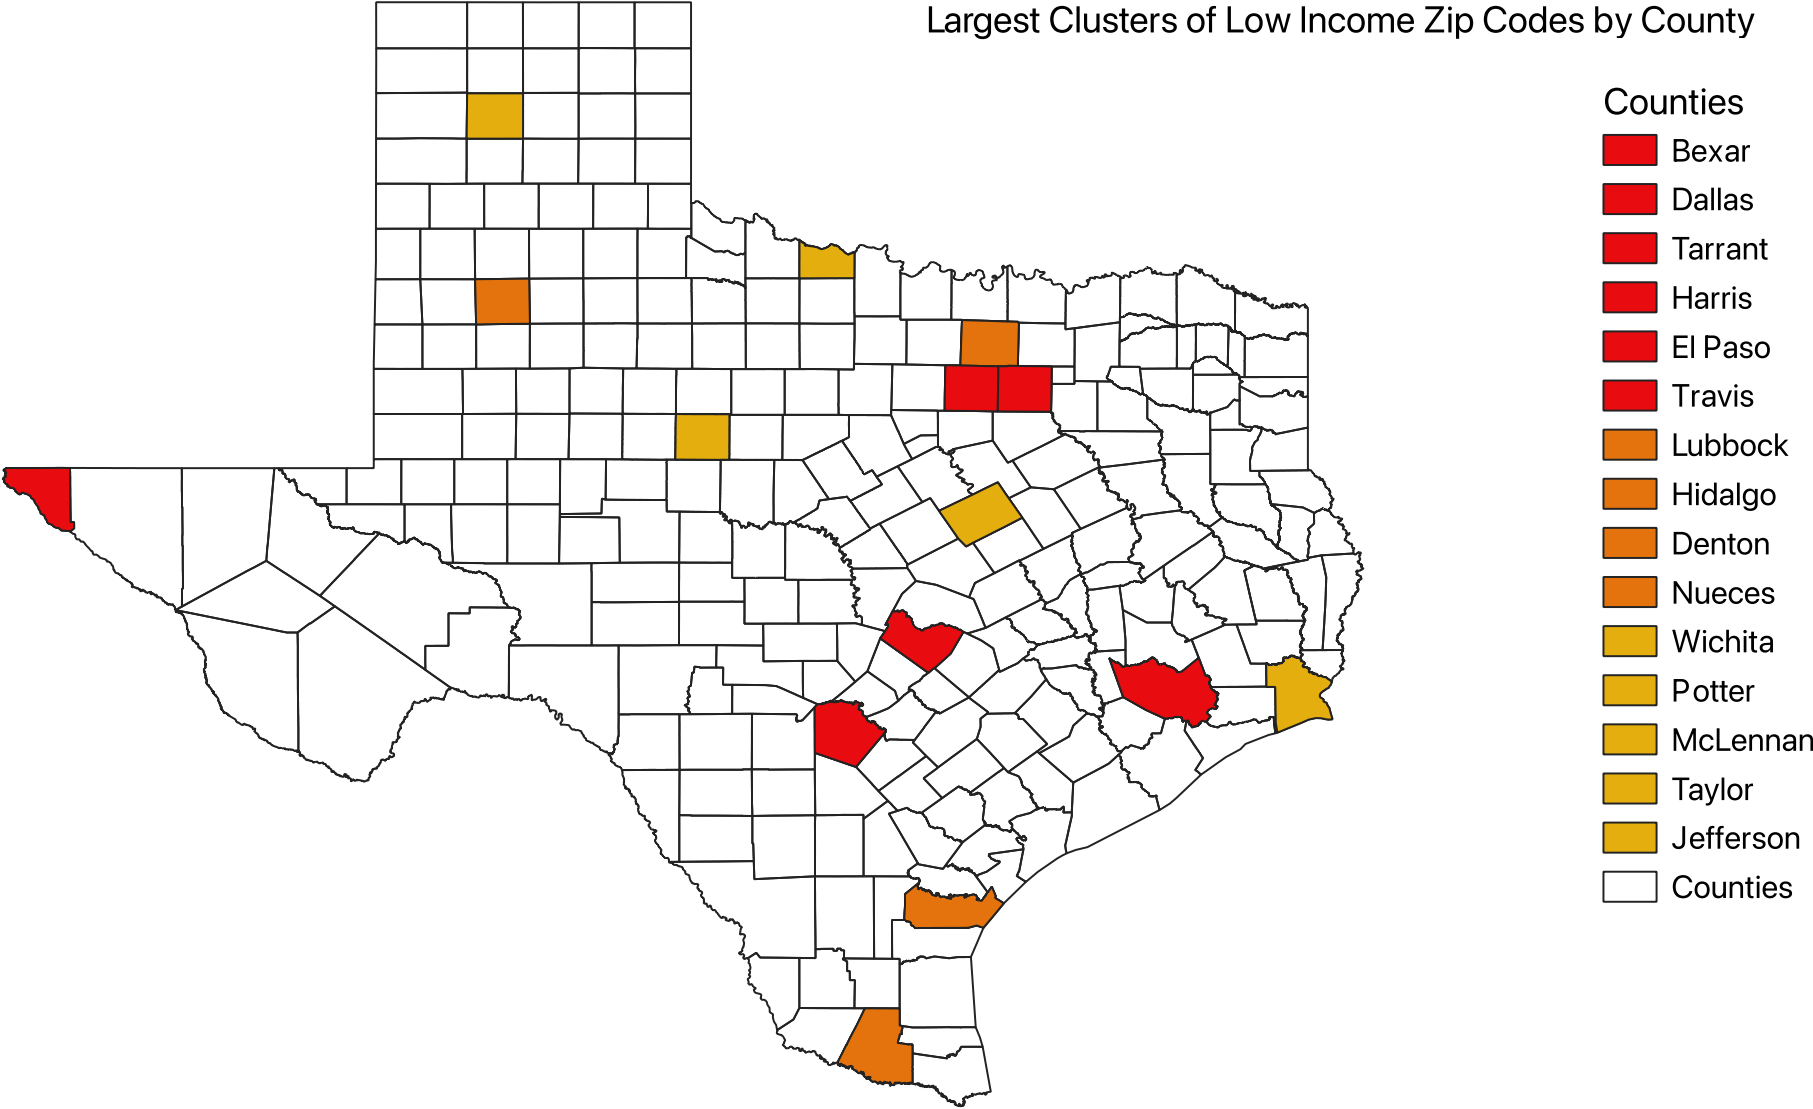 Largest Clusters of Low Income Zip Codes by County
Counties
Bexar
Dallas
Tarrant
Harris
El Paso
Travis
Lubbock
Hidalgo
Denton
Nueces
Wichita
Potter
McLennan
Taylor
Jefferson
Counties